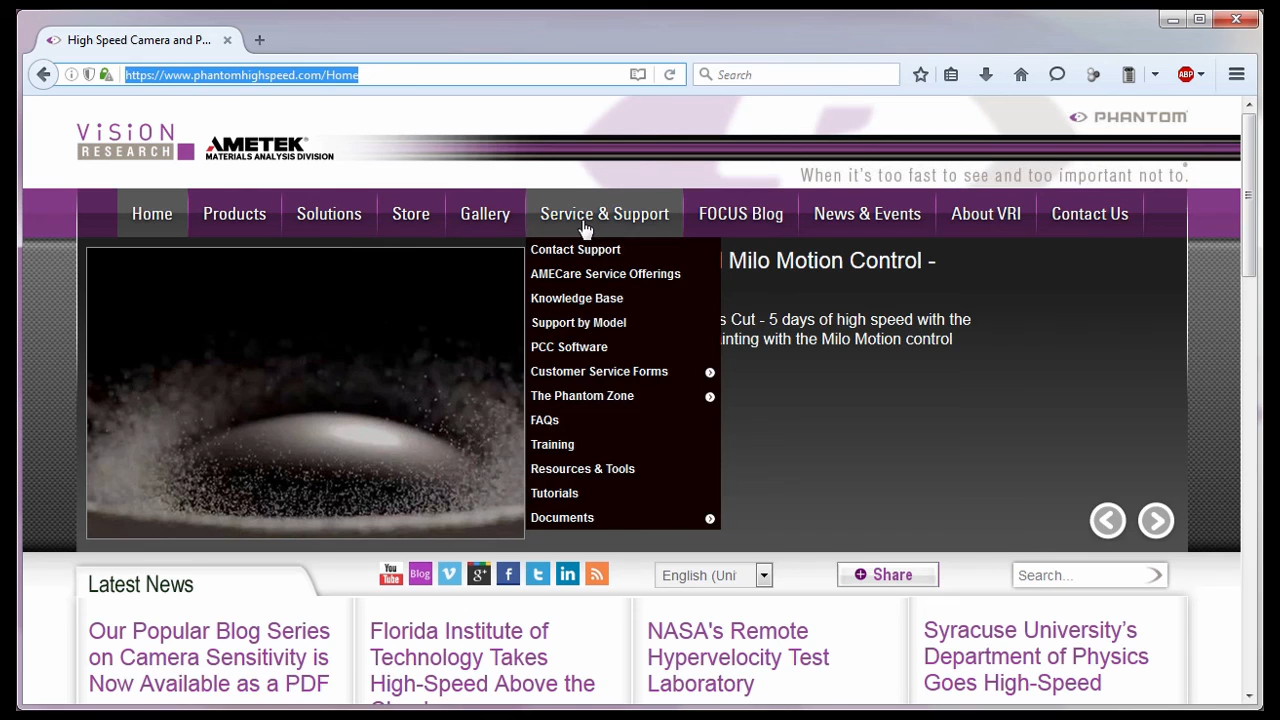 High Speed Camera and P...
https://www.phantomhighspeed.com/Home
Search
ABP
VISION
RESEARCH
AMETEK®
MATERIALS ANALYSIS DIVISION
PHANTOM
When it's too fast to see and too important not to.
Home
Products
Solutions
Store
Gallery
Service & Support
FOCUS Blog
News & Events
About VRI
Contact Us
Contact Support
AMECare Service Offerings
Knowledge Base
Support by Model
PCC Software
Customer Service Forms
The Phantom Zone
FAQs
Training
Resources & Tools
Tutorials
Documents
Milo Motion Control -
s Cut - 5 days of high speed with the
inting with the Milo Motion control
Latest News
You
Tube
Blog
g+
in
English (Uni
Share
Search...
Our Popular Blog Series
on Camera Sensitivity is
Now Available as a PDF
Florida Institute of
Technology Takes
High-Speed Above the
NASA's Remote
Hypervelocity Test
Laboratory
Syracuse University’s
Department of Physics
Goes High-Speed